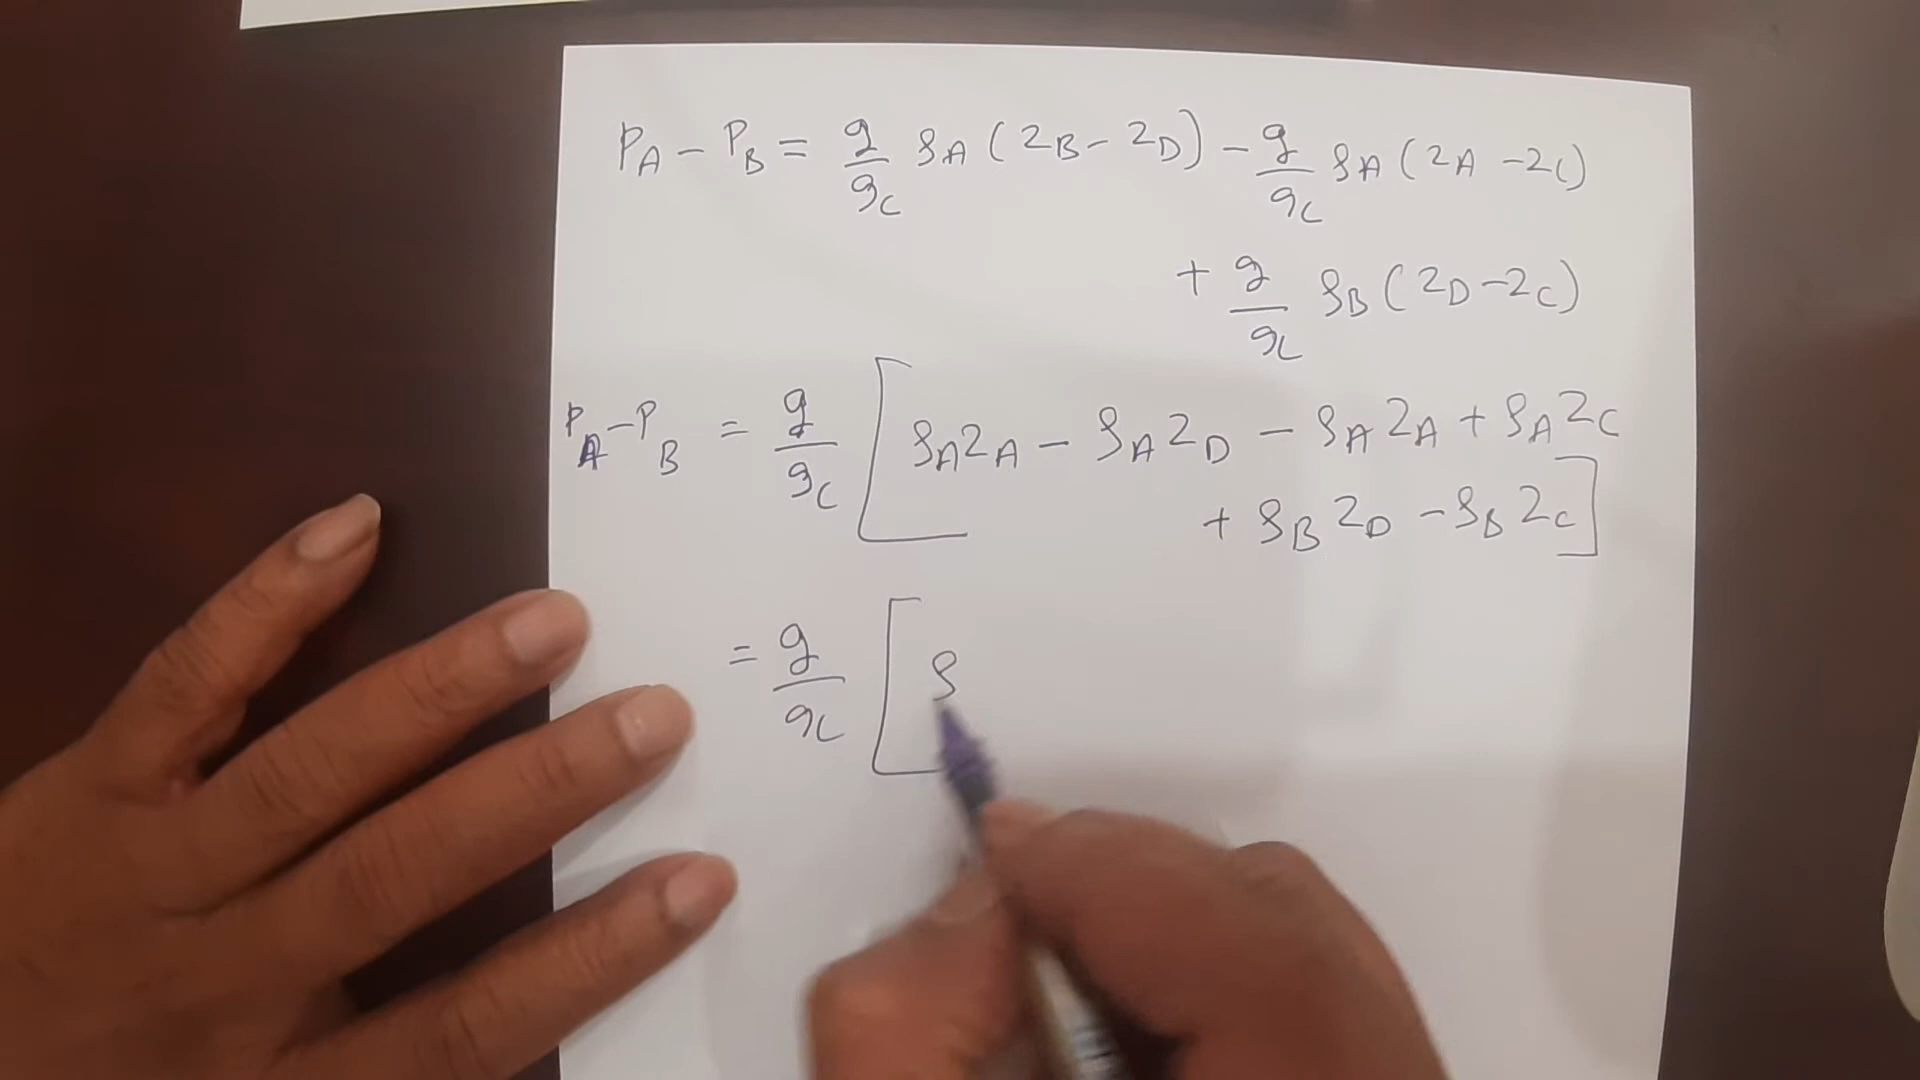 P_A - P_B = g/g_c ρ_A (Z_B - Z_D) - g/g_c ρ_A (Z_A - Z_C)
+ g/g_c ρ_B (Z_D - Z_C)
P_A - P_B = g/g_c [ρ_A Z_A - ρ_A Z_D - ρ_A Z_A + ρ_A Z_C
+ ρ_B Z_D - ρ_B Z_C]
= g/g_c [ρ